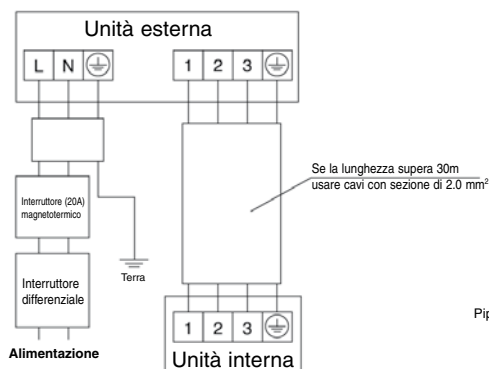 Unità esterna
L N 1 2 3
Se la lunghezza supera 30m
usare cavi con sezione di 2.0 mm²
Interruttore (20A)
magnetotermico
Terra
Interruttore
differenziale
Pip
Alimentazione
1 2 3
Unità interna